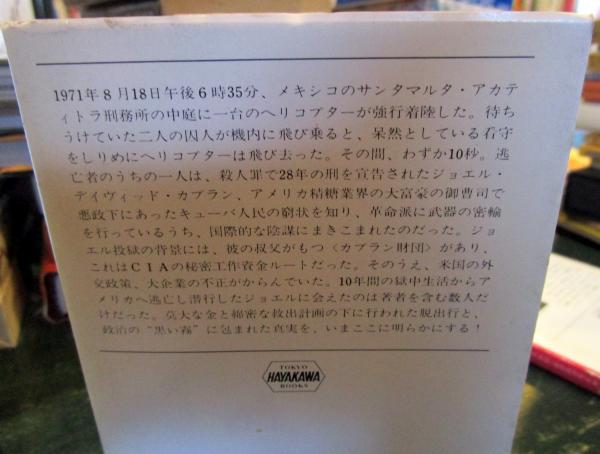 1971年8月18日午後6時35分、メキシコのサンタマルタ・アカテ
ィトラ刑務所の中庭に一台のヘリコプターが強行着陸した。待ち
うけていた二人の囚人が機内に飛び乗ると、呆然としている看守
をしりめにヘリコプターは飛び去った。その間、わずか10秒。逃
亡者のうちの一人は、殺人罪で28年の刑を宣告されたジョエル・
デイヴィッド・カプラン、アメリカ精糖業界の大富豪の御曹司で
悪政下にあったキューバ人民の窮状を知り、革命派に武器の密輸
を行っているうち、国際的な陰謀にまきこまれたのだった。ジョ
エル投獄の背景には、彼の叔父がもつ〈カプラン財団〉があり、
これはCIAの秘密工作資金ルートだった。そのうえ、米国の外
交政策、大企業の不正がからんでいた。10年間の獄中生活からア
メリカへ逃亡し潜行したジョエルに会えたのは著者を含む数人だ
けだった。莫大な金と綿密な救出計画の下に行われた脱出行と、
政治の“黒い霧”に包まれた真実を、いまここに明らかにする!
TOKYO
HAYAKAWA
BOOKS